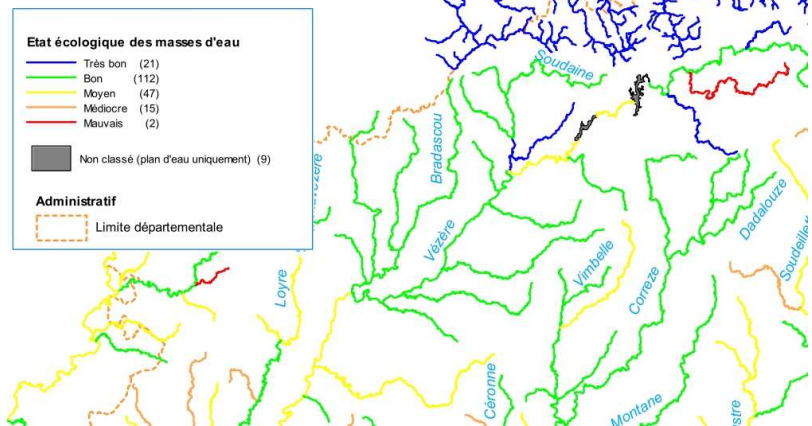 Etat écologique des masses d'eau
Très bon (21)
Bon (112)
Moyen (47)
Médiocre (15)
Mauvais (2)
Non classé (plan d'eau uniquement) (9)
Administratif
Limite départementale
Soudaine
Bradascou
Vézère
Loyre
Vimbelle
Correze
Dadalouze
Céronne
Montane